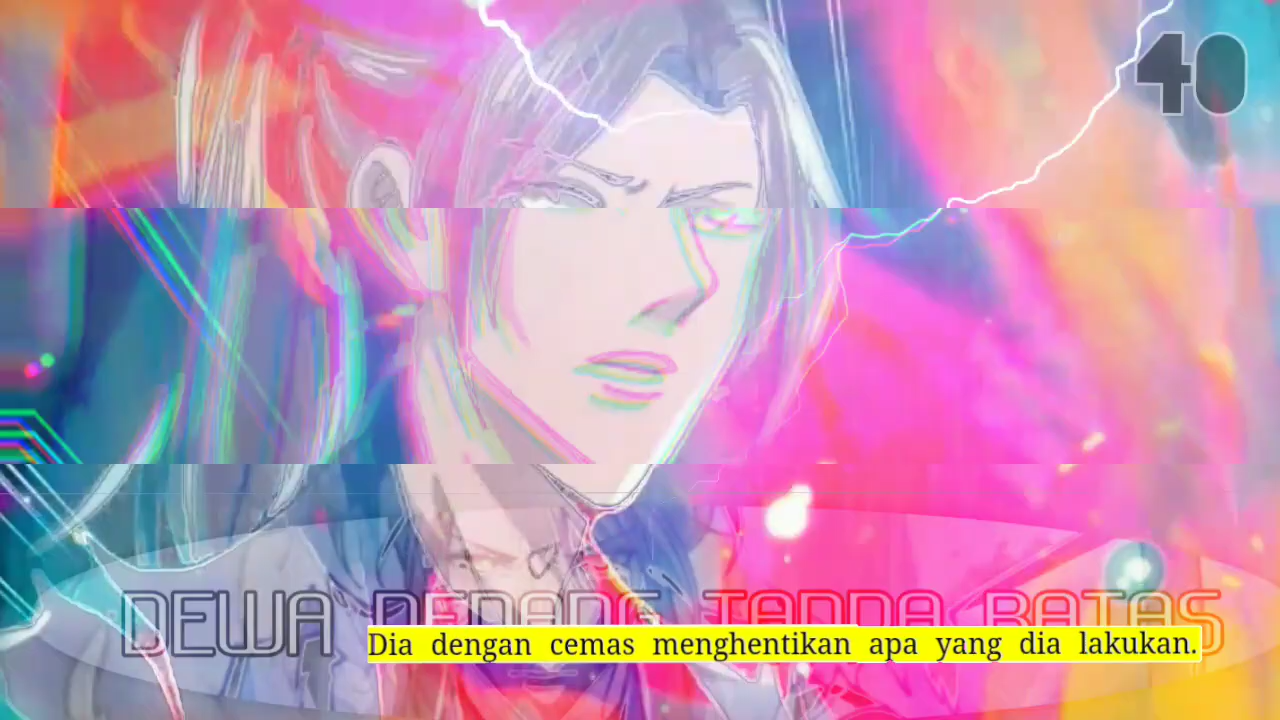 40
DEWA PEDANG TANPA BATAS
Dia dengan cemas menghentikan apa yang dia lakukan.